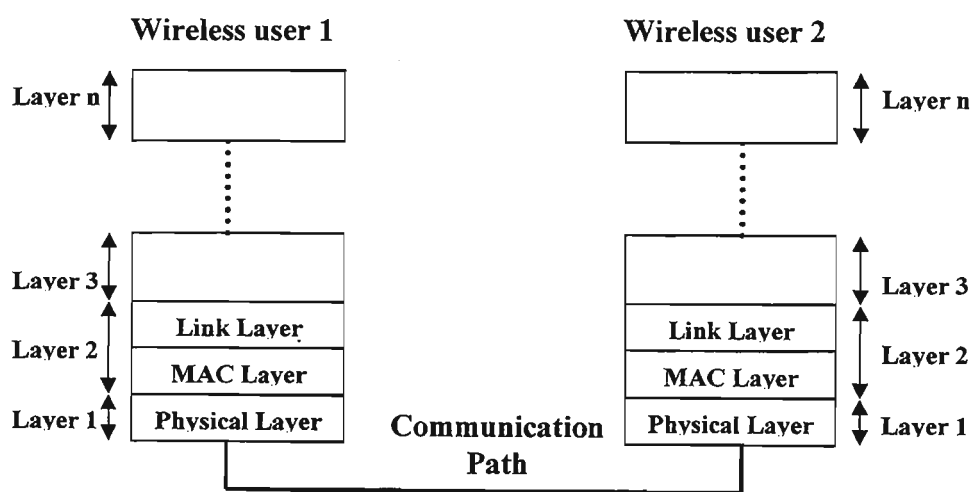 Wireless user 1
Wireless user 2
Layer n
Layer n
Layer 3
Layer 3
Link Layer
Link Layer
Layer 2
Layer 2
MAC Layer
MAC Layer
Layer 1
Physical Layer
Physical Layer
Layer 1
Communication
Path